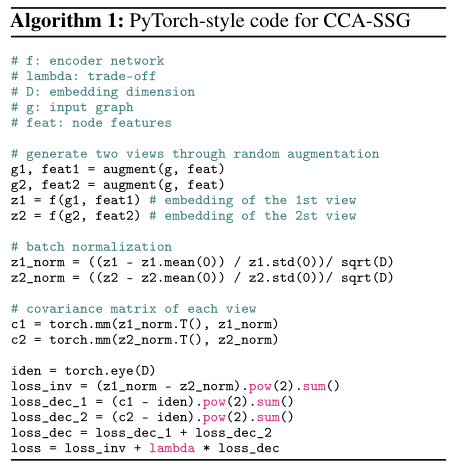 Algorithm 1: PyTorch-style code for CCA-SSG
# f: encoder network
# lambda: trade-off
# D: embedding dimension
# g: input graph
# feat: node features
# generate two views through random augmentation
g1, feat1 = augment(g, feat)
g2, feat2 = augment(g, feat)
z1 = f(g1, feat1) # embedding of the 1st view
z2 = f(g2, feat2) # embedding of the 2st view
# batch normalization
z1_norm = ((z1 - z1.mean(0)) / z1.std(0))/ sqrt(D)
z2_norm = ((z2 - z2.mean(0)) / z2.std(0))/ sqrt(D)
# covariance matrix of each view
c1 = torch.mm(z1_norm.T(), z1_norm)
c2 = torch.mm(z2_norm.T(), z2_norm)
iden = torch.eye(D)
loss_inv = (z1_norm - z2_norm).pow(2).sum()
loss_dec_1 = (c1 - iden).pow(2).sum()
loss_dec_2 = (c2 - iden).pow(2).sum()
loss_dec = loss_dec_1 + loss_dec_2
loss = loss_inv + lambda * loss_dec